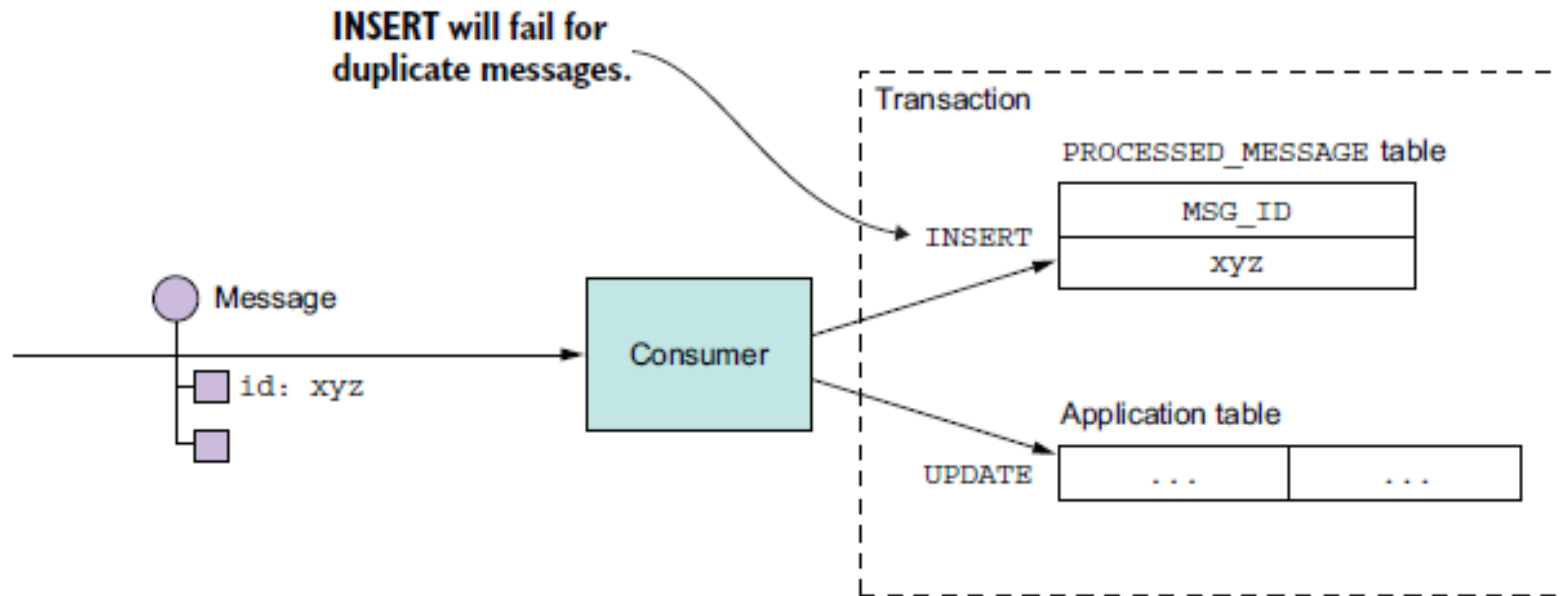 INSERT will fail for
duplicate messages.
Transaction
PROCESSED_MESSAGE table
MSG_ID
INSERT
xyz
Message
Consumer
id: xyz
Application table
UPDATE
...
...